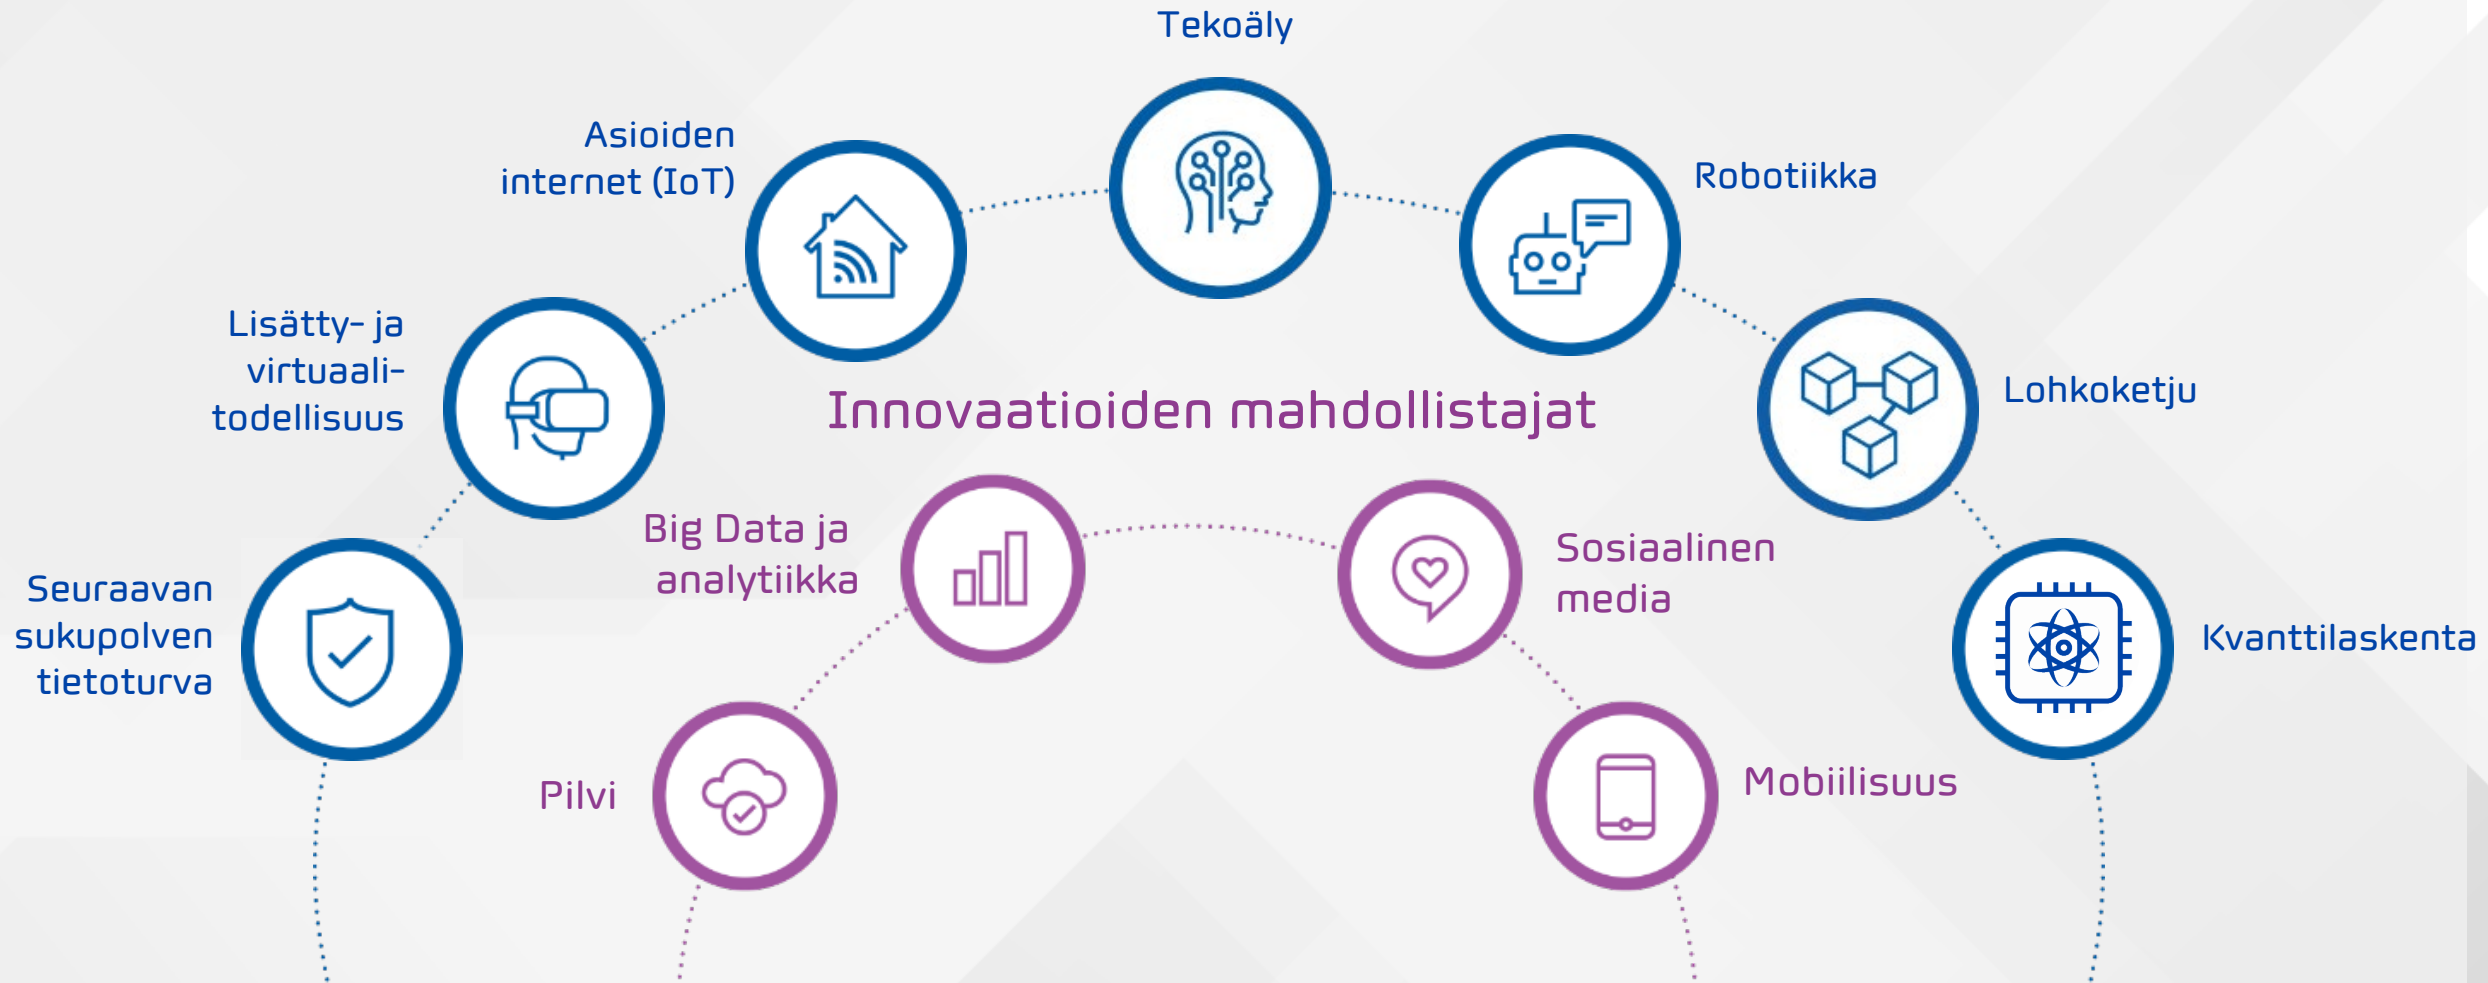 Tekoäly
Asioiden
internet (IoT)
Robotiikka
Lisätty- ja
virtuaali-
todellisuus
Lohkoketju
Innovaatioiden mahdollistajat
Big Data ja
analytiikka
Sosiaalinen
media
Seuraavan
sukupolven
tietoturva
Kvanttilaskenta
Pilvi
Mobiilisuus